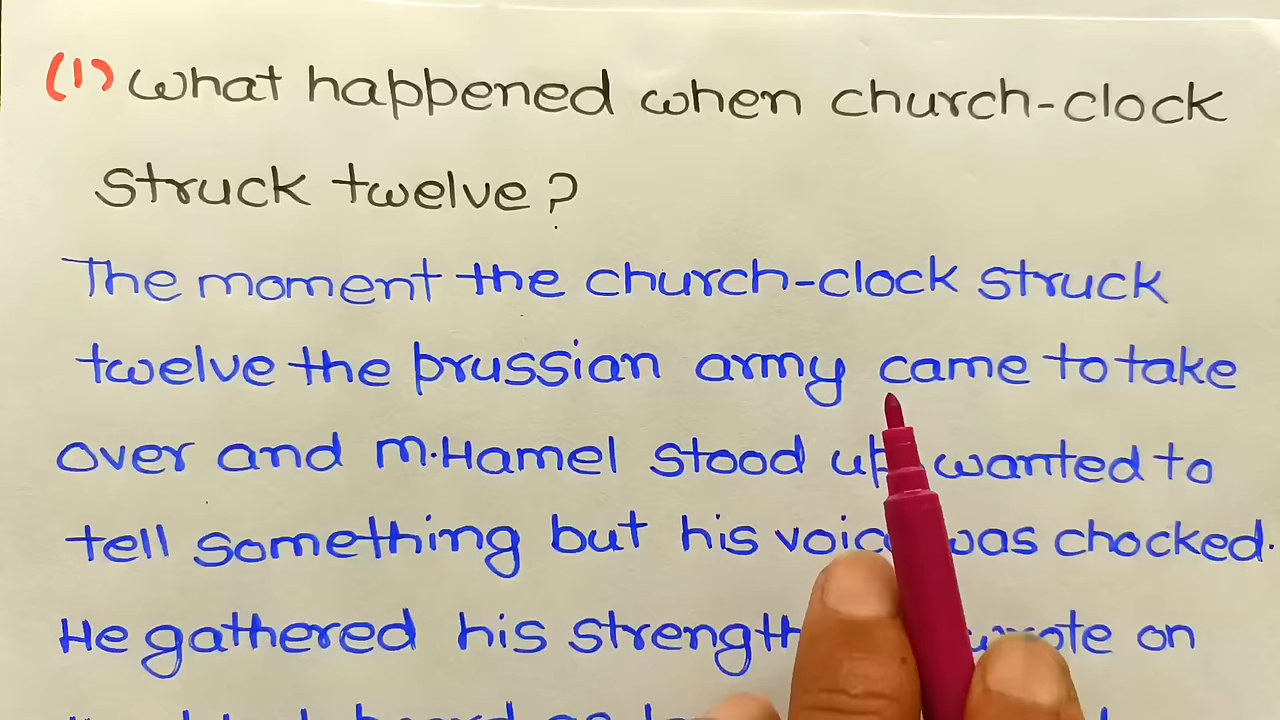 (1) What happened when church-clock
struck twelve?
The moment the church-clock struck
twelve the prussian army came to take
over and M.Hamel stood up wanted to
tell something but his voice was chocked.
He gathered his strength wrote on